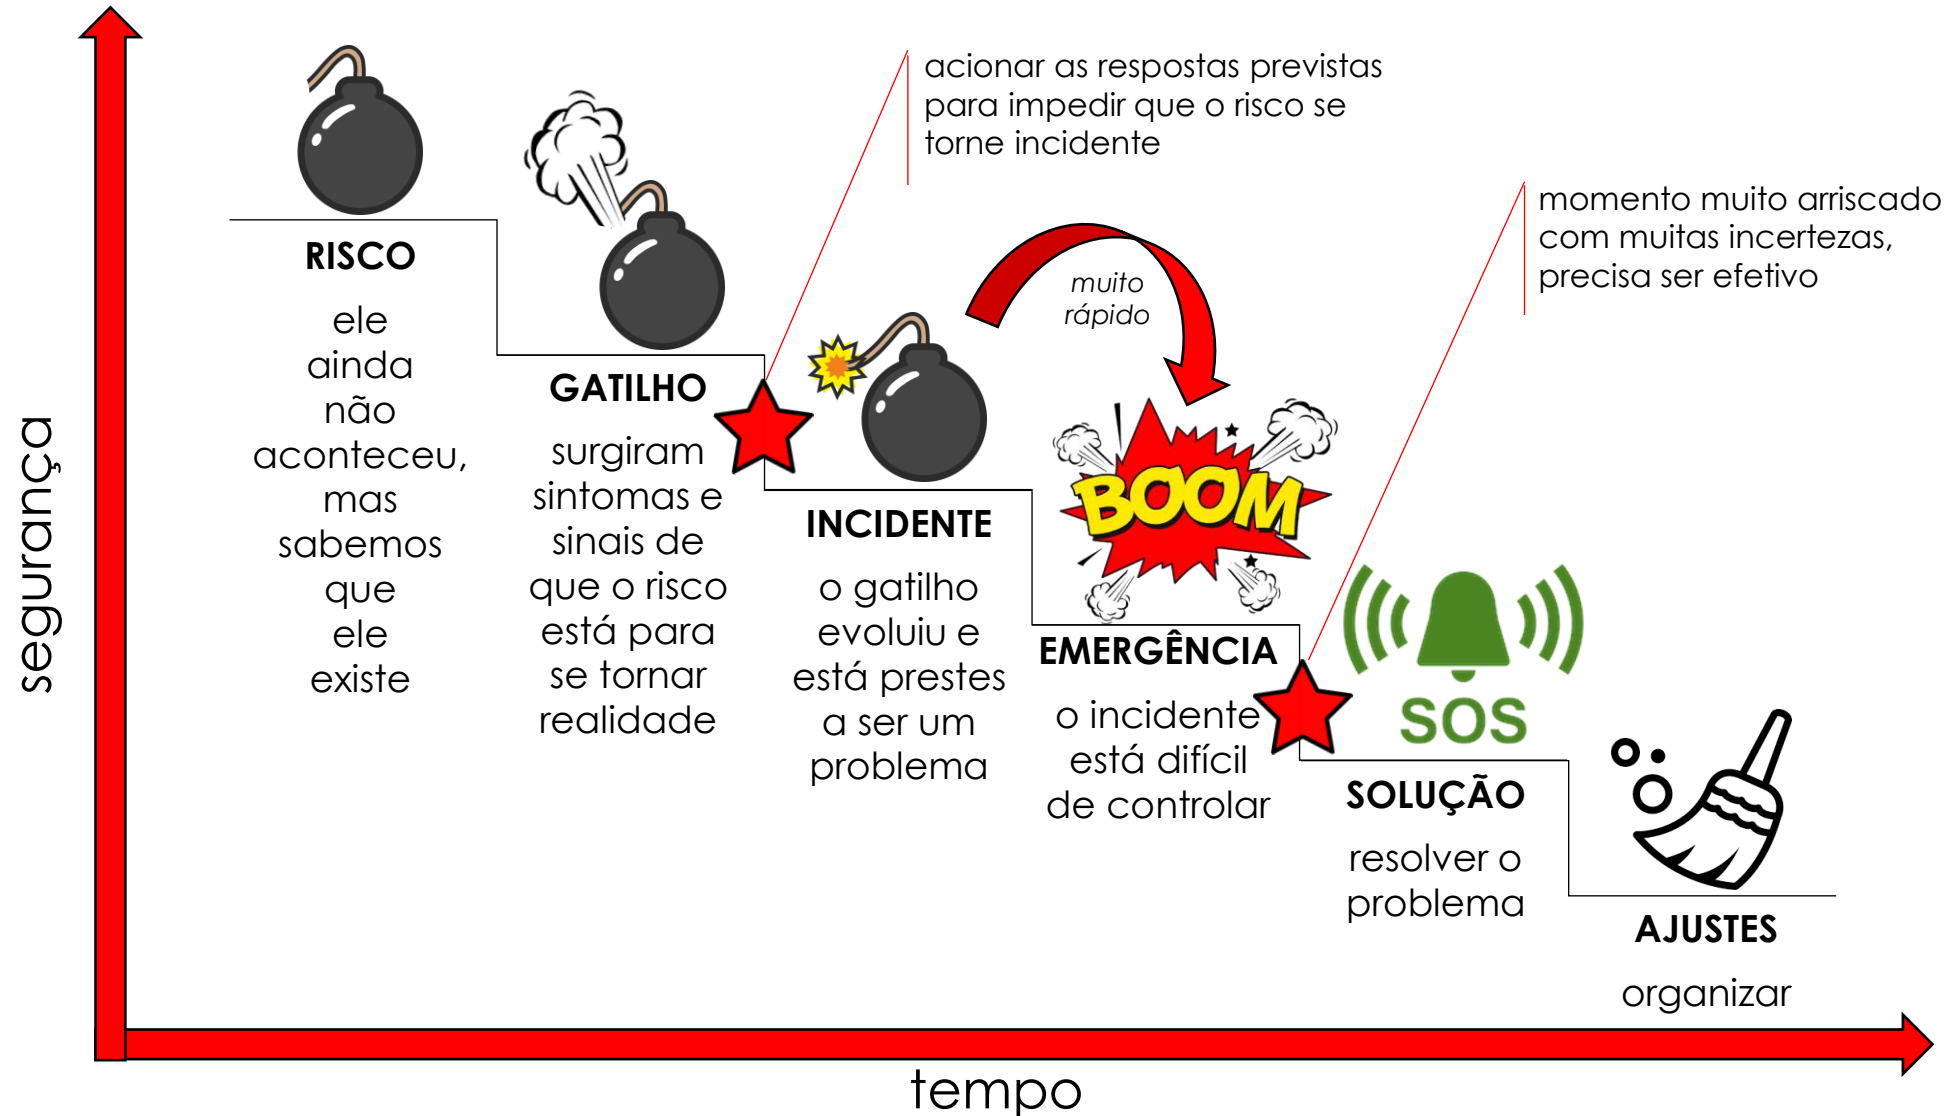 acionar as respostas previstas
para impedir que o risco se
torne incidente
momento muito arriscado
com muitas incertezas,
precisa ser efetivo
RISCO
ele
ainda
não
aconteceu,
mas
sabemos
que
ele
existe
GATILHO
surgiram
sintomas e
sinais de
que o risco
está para
se tornar
realidade
muito
rápido
INCIDENTE
o gatilho
evoluiu e
está prestes
a ser um
problema
BOOM
EMERGÊNCIA
o incidente
está difícil
de controlar
SOS
SOLUÇÃO
resolver o
problema
AJUSTES
organizar
segurança
tempo